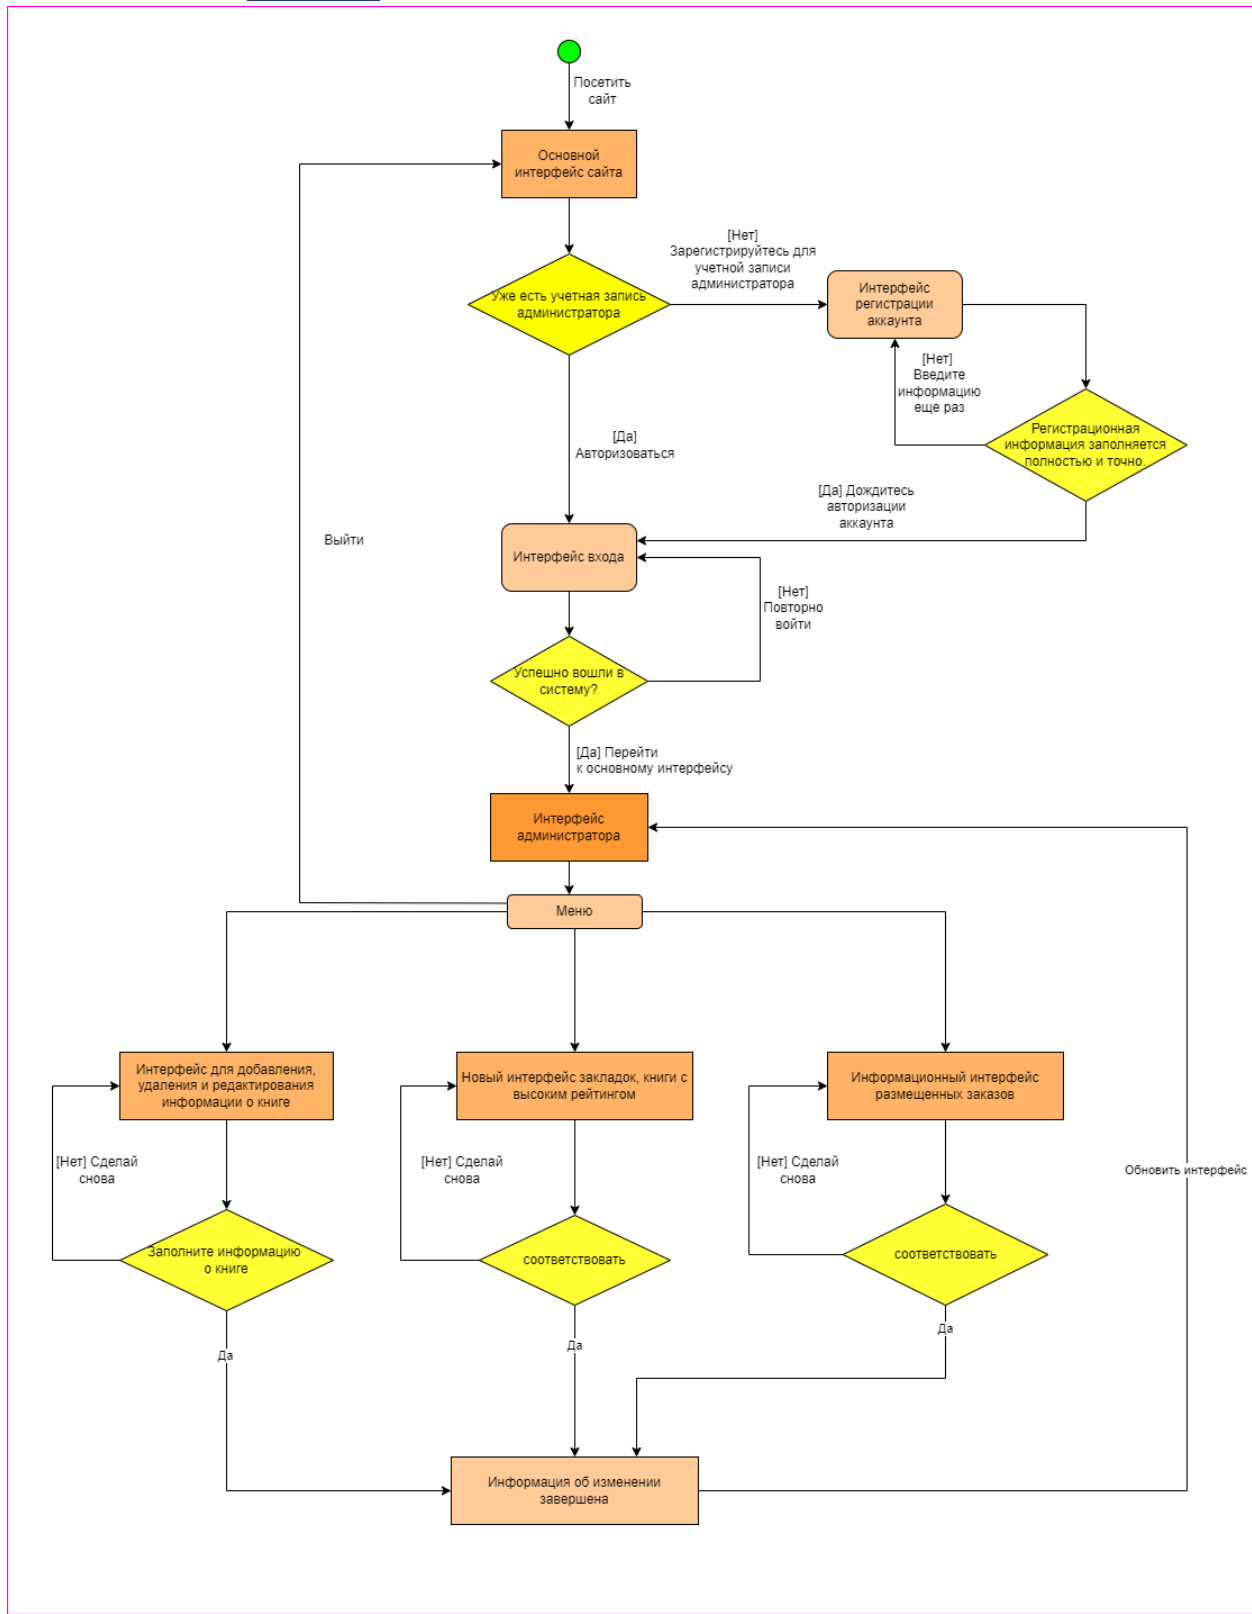 Посетить
сайт
Основной
интерфейс сайта
[Нет]
Зарегистрируйтесь для
учетной записи
администратора
Уже есть учетная запись
администратора
Интерфейс
регистрации
аккаунта
[Нет]
Введите
информацию
еще раз
Регистрационная
информация заполняется
полностью и точно.
[Да]
Авторизоваться
[Да] Дождитесь
авторизации
аккаунта
Выйти
Интерфейс входа
[Нет]
Повторно
войти
Успешно вошли в
систему?
[Да] Перейти
к основному интерфейсу
Интерфейс
администратора
Меню
Интерфейс для добавления,
удаления и редактирования
информации о книге
Новый интерфейс закладок, книги с
высоким рейтингом
Информационный интерфейс
размещенных заказов
[Нет] Сделай
снова
[Нет] Сделай
снова
[Нет] Сделай
снова
Обновить интерфейс
Заполните информацию
о книге
соответствовать
соответствовать
Да
Да
Да
Информация об изменении
завершена